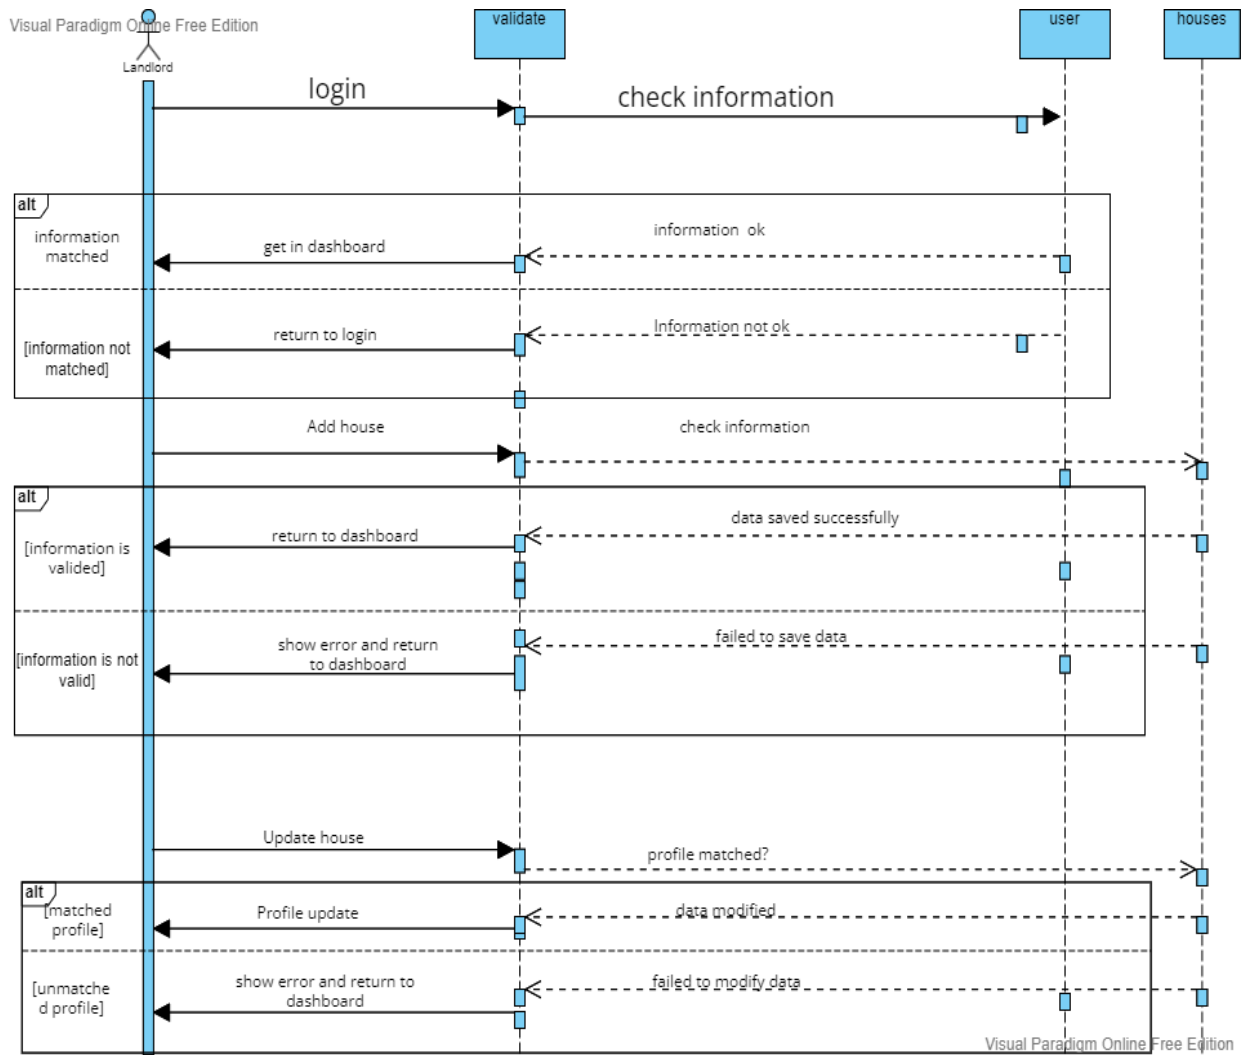 Visual Paradigm Online Free Edition
validate
user
houses
Landlord
login
check information
alt
information
matched
get in dashboard
information ok
[information not
matched]
return to login
Information not ok
Add house
check information
alt
[information is
valided]
return to dashboard
data saved successfully
[information is not
valid]
show error and return
to dashboard
failed to save data
Update house
profile matched?
alt
[matched
profile]
Profile update
data modified
[unmatche
d profile]
show error and return to
dashboard
failed to modify data
Visual Paradigm Online Free Edition